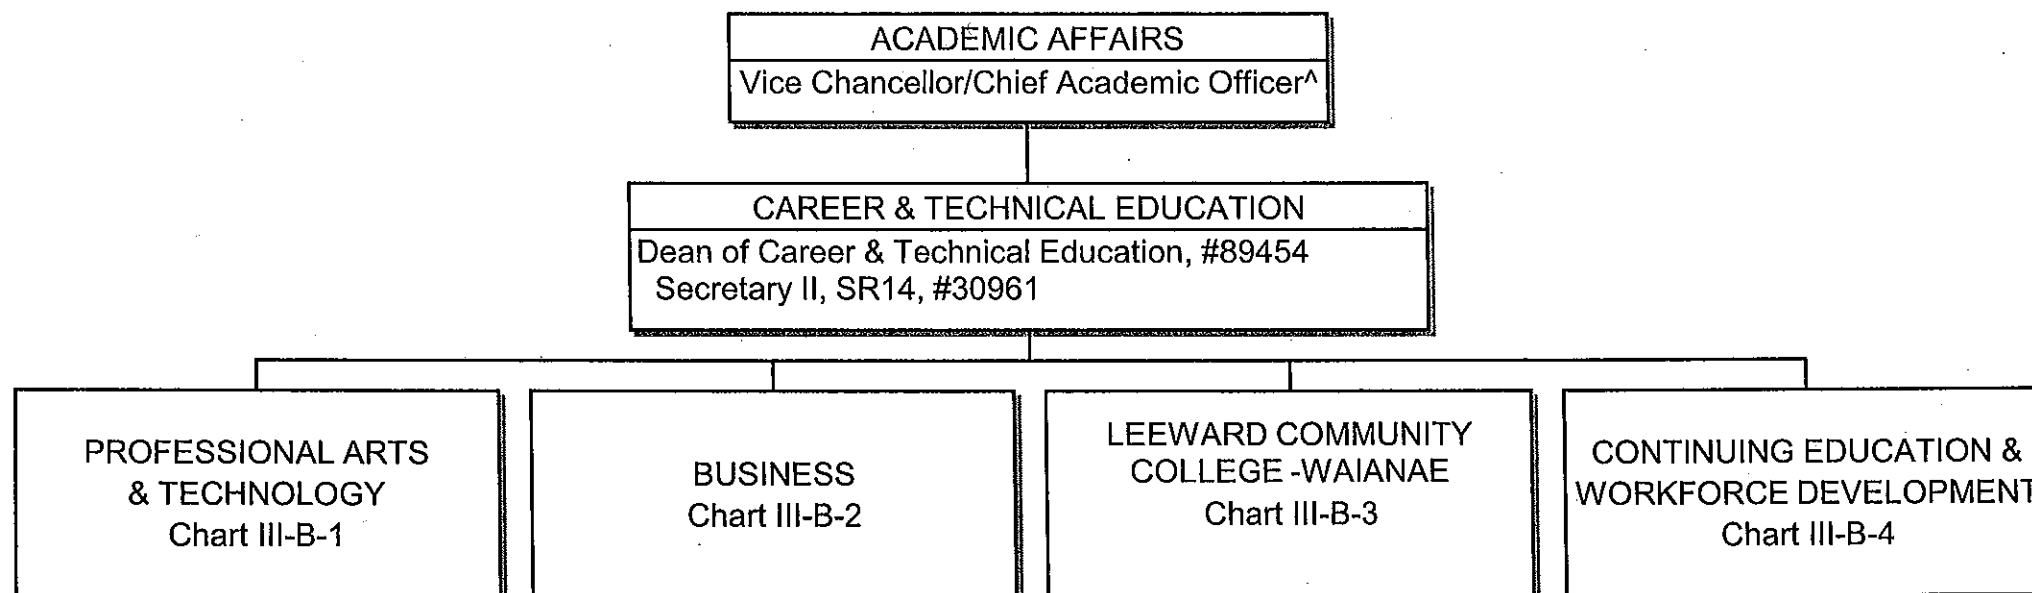 ACADEMIC AFFAIRS
Vice Chancellor/Chief Academic Officer^
CAREER & TECHNICAL EDUCATION
Dean of Career & Technical Education, #89454
Secretary II, SR14, #30961
PROFESSIONAL ARTS
& TECHNOLOGY
Chart III-B-1
BUSINESS
Chart III-B-2
LEEWARD COMMUNITY
COLLEGE -WAIANAE
Chart III-B-3
CONTINUING EDUCATION &
WORKFORCE DEVELOPMENT
Chart III-B-4